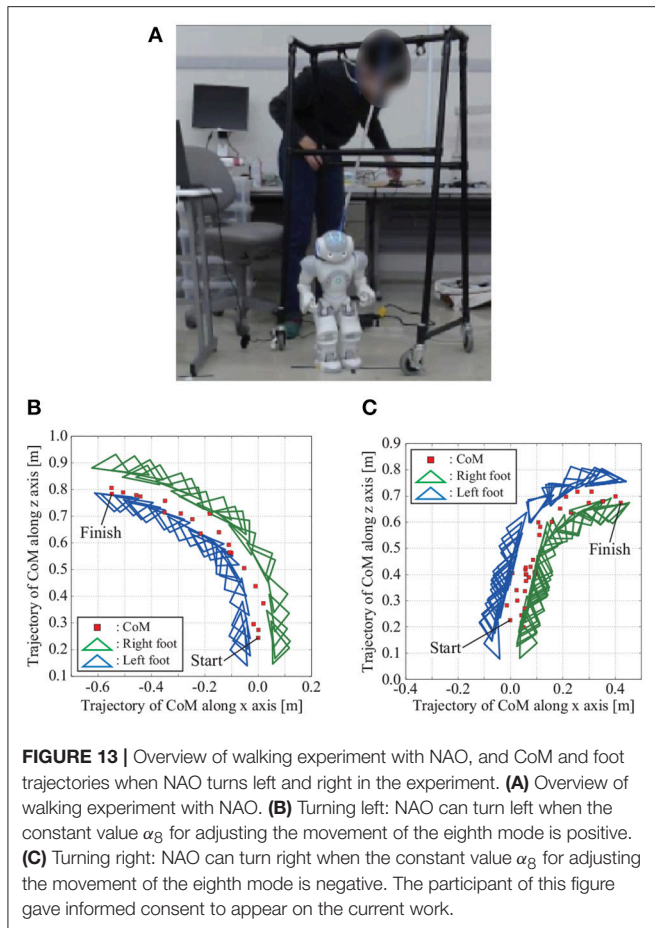 A
B
C
Trajectory of CoM along z axis [m]
1.0
0.9
0.8
0.7
0.6
0.5
0.4
0.3
0.2
0.1
Finish
Start
: CoM
: Right foot
: Left foot
-0.6 -0.4 -0.2 0.0 0.2
Trajectory of CoM along x axis [m]
Trajectory of CoM along z axis [m]
0.9
0.8
0.7
0.6
0.5
0.4
0.3
0.2
0.1
0.0
: CoM
: Right foot
: Left foot
Finish
Start
-0.4 -0.2 0.0 0.2 0.4
Trajectory of CoM along x axis [m]
FIGURE 13 | Overview of walking experiment with NAO, and CoM and foot
trajectories when NAO turns left and right in the experiment. (A) Overview of
walking experiment with NAO. (B) Turning left: NAO can turn left when the
constant value α8 for adjusting the movement of the eighth mode is positive.
(C) Turning right: NAO can turn right when the constant value α8 for adjusting
the movement of the eighth mode is negative. The participant of this figure
gave informed consent to appear on the current work.